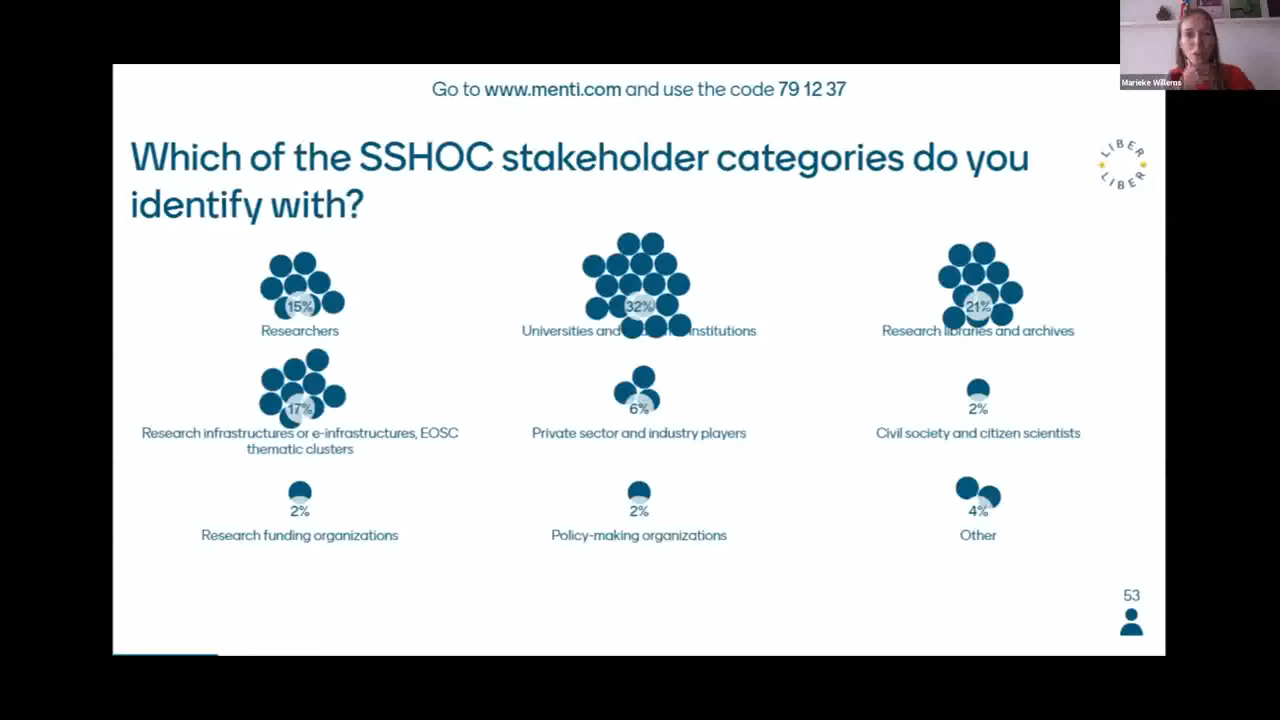 Marieke Willems
Go to www.menti.com and use the code 79 12 37
Which of the SSHOC stakeholder categories do you
identify with?
LIBER
LIBER
15%
Researchers
32%
Universities and institutions
21%
Research libraries and archives
17%
Research infrastructures or e-infrastructures, EOSC
thematic clusters
6%
Private sector and industry players
2%
Civil society and citizen scientists
2%
Research funding organizations
2%
Policy-making organizations
4%
Other
53